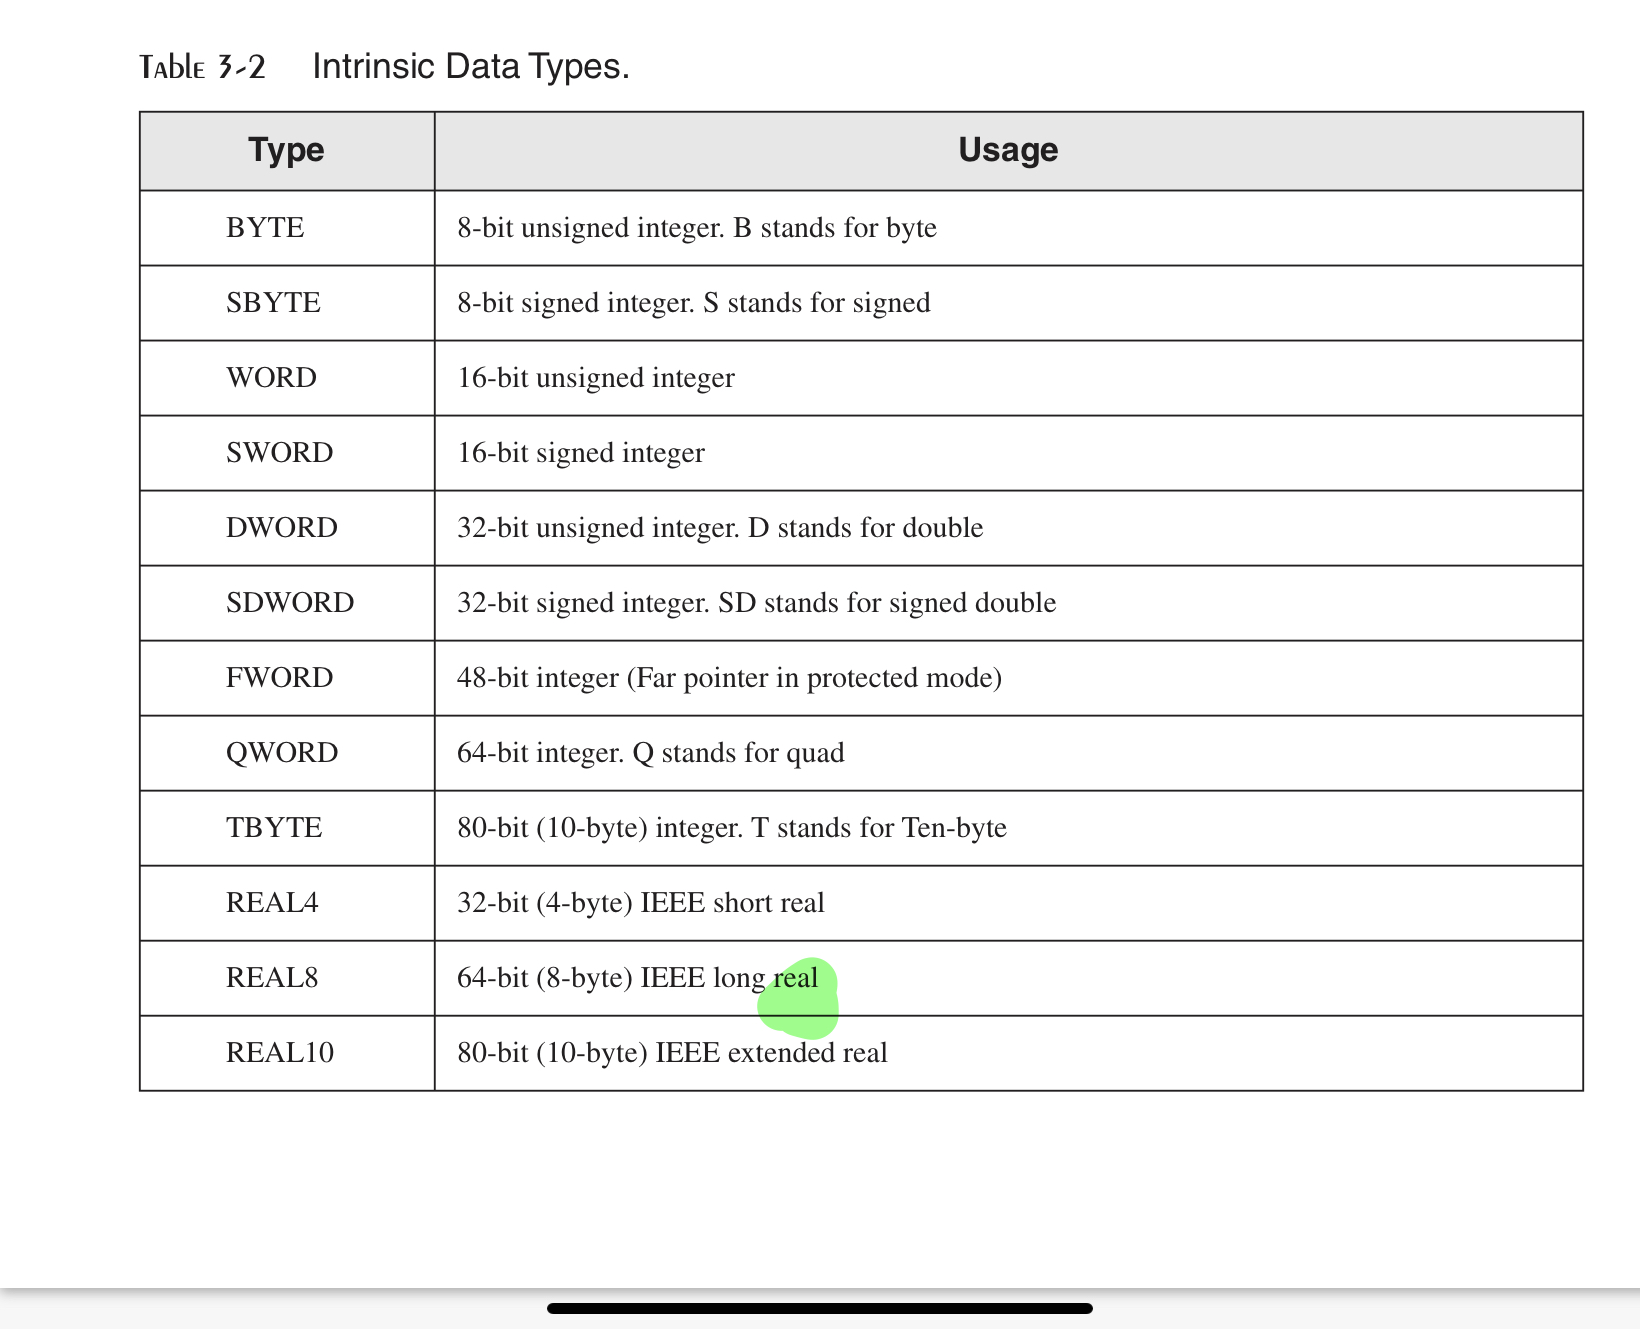 Table 3-2 Intrinsic Data Types.
Type Usage
BYTE 8-bit unsigned integer. B stands for byte
SBYTE 8-bit signed integer. S stands for signed
WORD 16-bit unsigned integer
SWORD 16-bit signed integer
DWORD 32-bit unsigned integer. D stands for double
SDWORD 32-bit signed integer. SD stands for signed double
FWORD 48-bit integer (Far pointer in protected mode)
QWORD 64-bit integer. Q stands for quad
TBYTE 80-bit (10-byte) integer. T stands for Ten-byte
REAL4 32-bit (4-byte) IEEE short real
REAL8 64-bit (8-byte) IEEE long real
REAL10 80-bit (10-byte) IEEE extended real